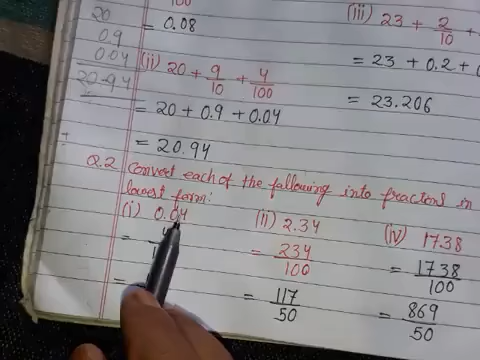 100
= 0.08
20
0.9
0.04
20.94
(ii) 20 + 9/10 + 4/100
= 20 + 0.9 + 0.04
= 20.94
(iii) 23 + 2/10 +
= 23 + 0.2 +
= 23.206
Q.2 Convert each of the following into fractons in
lowest form:
(i) 0.04
=
(ii) 2.34
= 234/100
= 117/50
(iv) 17.38
= 1738/100
= 869/50